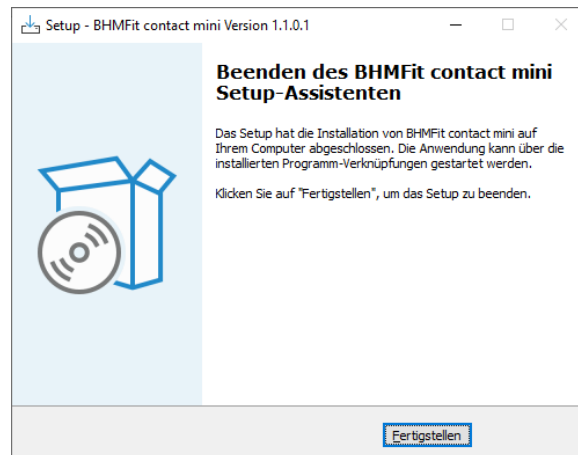 Setup - BHMFit contact mini Version 1.1.0.1
Beenden des BHMFit contact mini
Setup-Assistenten
Das Setup hat die Installation von BHMFit contact mini auf
Ihrem Computer abgeschlossen. Die Anwendung kann über die
installierten Programm-Verknüpfungen gestartet werden.
Klicken Sie auf "Fertigstellen", um das Setup zu beenden.
Fertigstellen